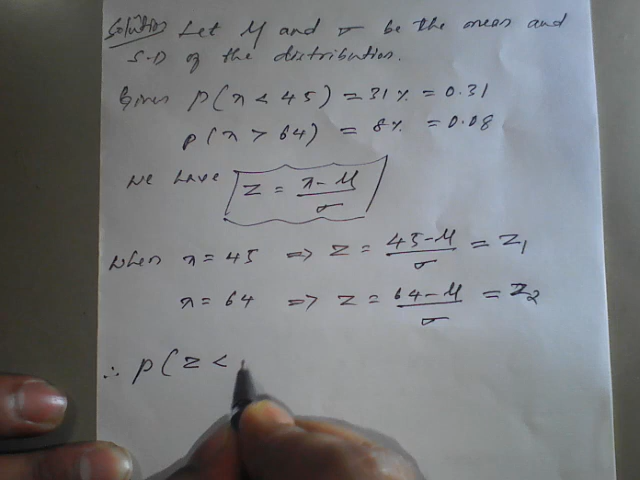 Solution Let μ and σ be the mean and
S.D of the distribution.
Given P(x < 45) = 31% = 0.31
P(x > 64) = 8% = 0.08
We have z = (x-μ)/σ
When x = 45 => z = (45-μ)/σ = z₁
x = 64 => z = (64-μ)/σ = z₂
∴ P(z <